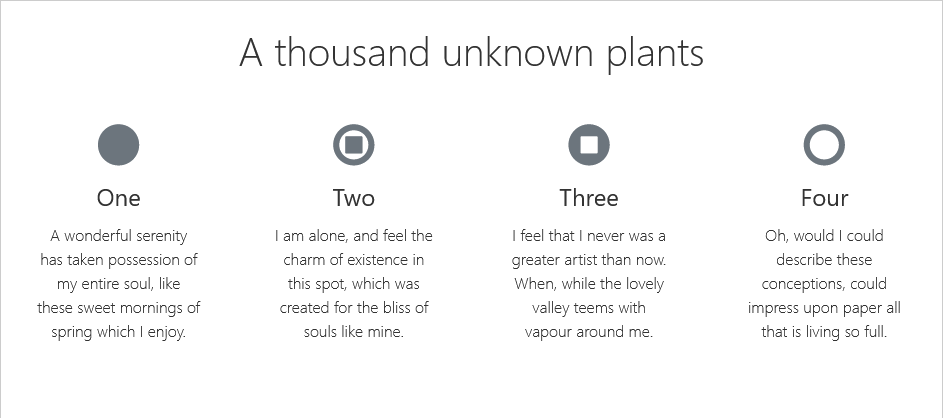 A thousand unknown plants
One
A wonderful serenity
has taken possession of
my entire soul, like
these sweet mornings of
spring which I enjoy.
Two
I am alone, and feel the
charm of existence in
this spot, which was
created for the bliss of
souls like mine.
Three
I feel that I never was a
greater artist than now.
When, while the lovely
valley teems with
vapour around me.
Four
Oh, would I could
describe these
conceptions, could
impress upon paper all
that is living so full.